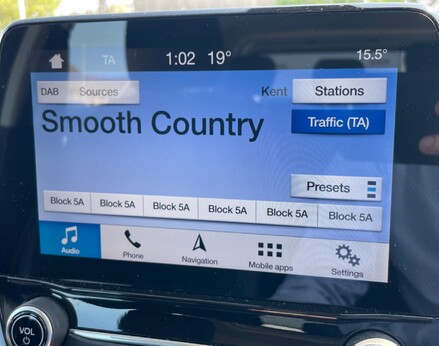 TA 1:02 19° 15.5°
DAB Sources Kent Stations
Smooth Country
Traffic (TA)
Presets
Block 5A Block 5A Block 5A Block 5A Block 5A Block 5A
Audio Phone Navigation Mobile apps Settings
VOL